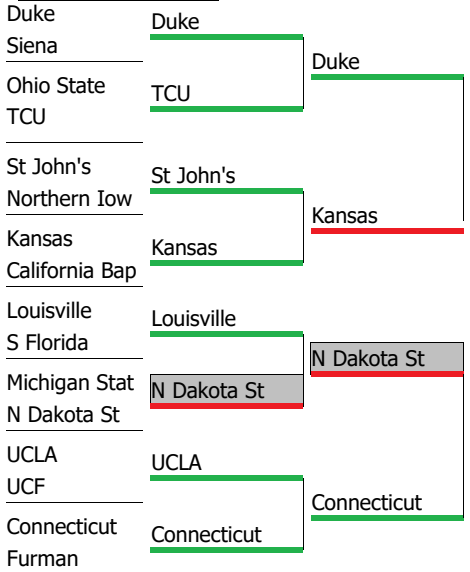 Duke
Siena
Ohio State
TCU
St John's
Northern Iow
Kansas
California Bap
Louisville
S Florida
Michigan Stat
N Dakota St
UCLA
UCF
Connecticut
Furman
Duke
TCU
St John's
Kansas
Louisville
N Dakota St
UCLA
Connecticut
Duke
Kansas
N Dakota St
Connecticut